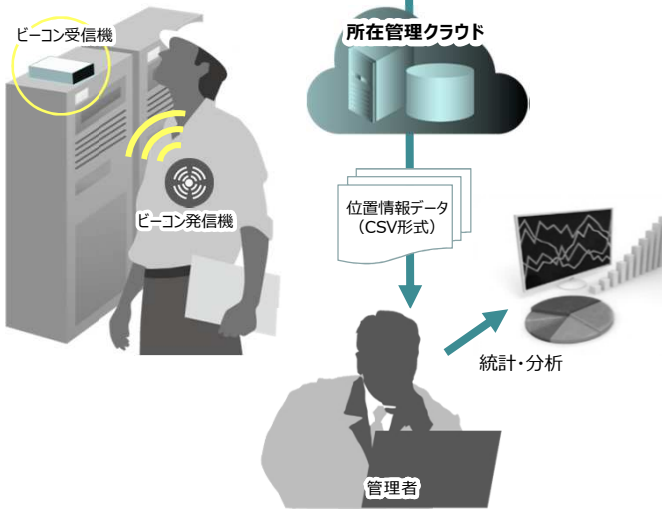 ビーコン受信機
所在管理クラウド
ビーコン発信機
位置情報データ
（CSV形式）
統計・分析
管理者